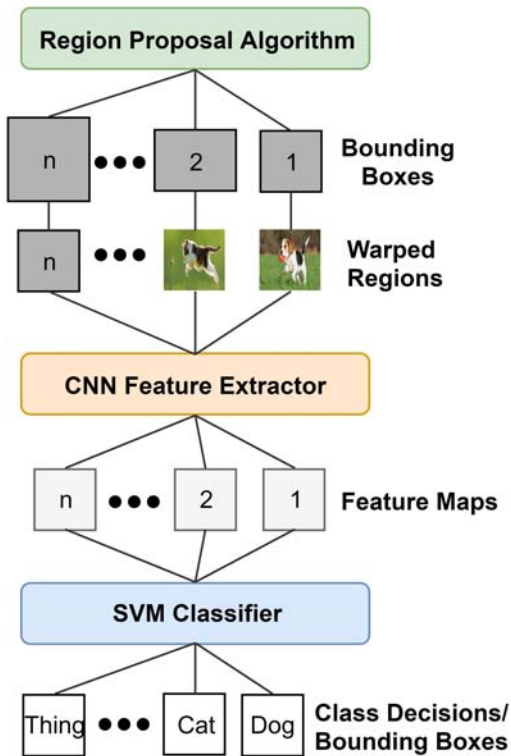 Region Proposal Algorithm
n ●●● 2 1
Bounding
Boxes
n ●●●
Warped
Regions
CNN Feature Extractor
n ●●● 2 1
Feature Maps
SVM Classifier
Thing ●●● Cat Dog
Class Decisions/
Bounding Boxes